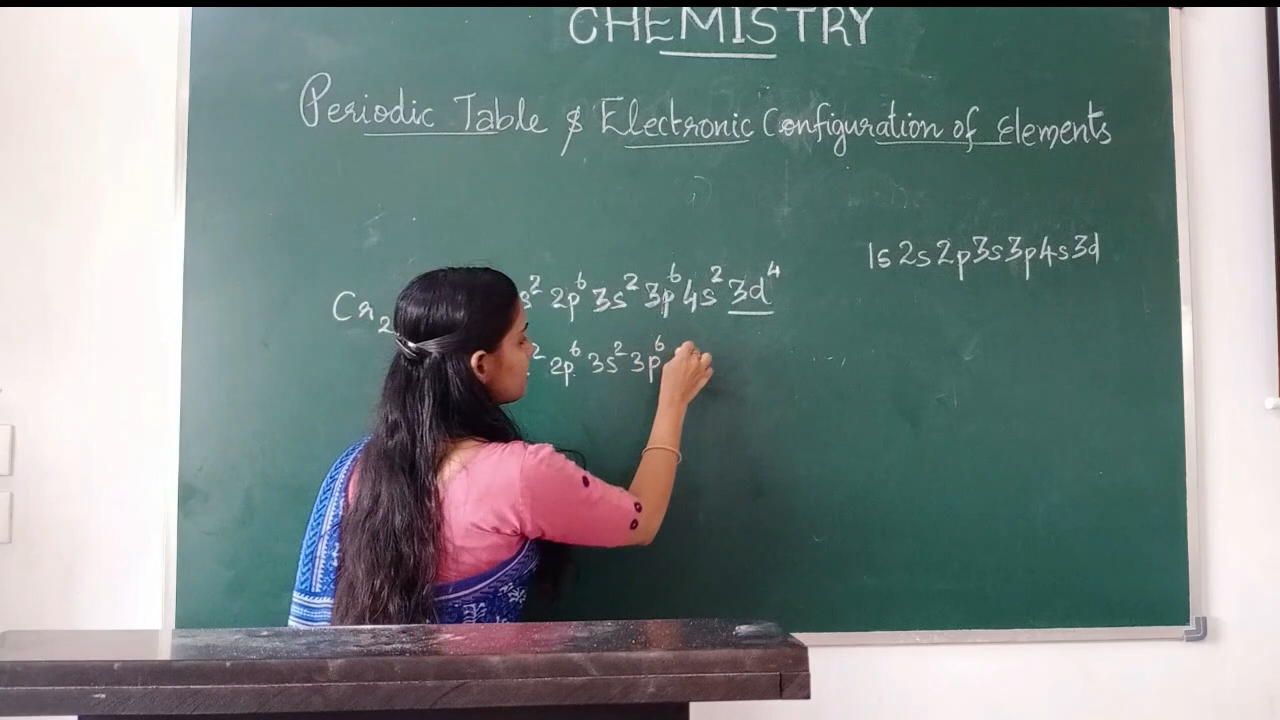 CHEMISTRY
Periodic Table & Electronic Configuration of Elements
1s 2s 2p 3s 3p 4s 3d
Cr₂ s² 2p⁶ 3s² 3p⁶ 4s² 3d⁴
² 2p⁶ 3s² 3p⁶